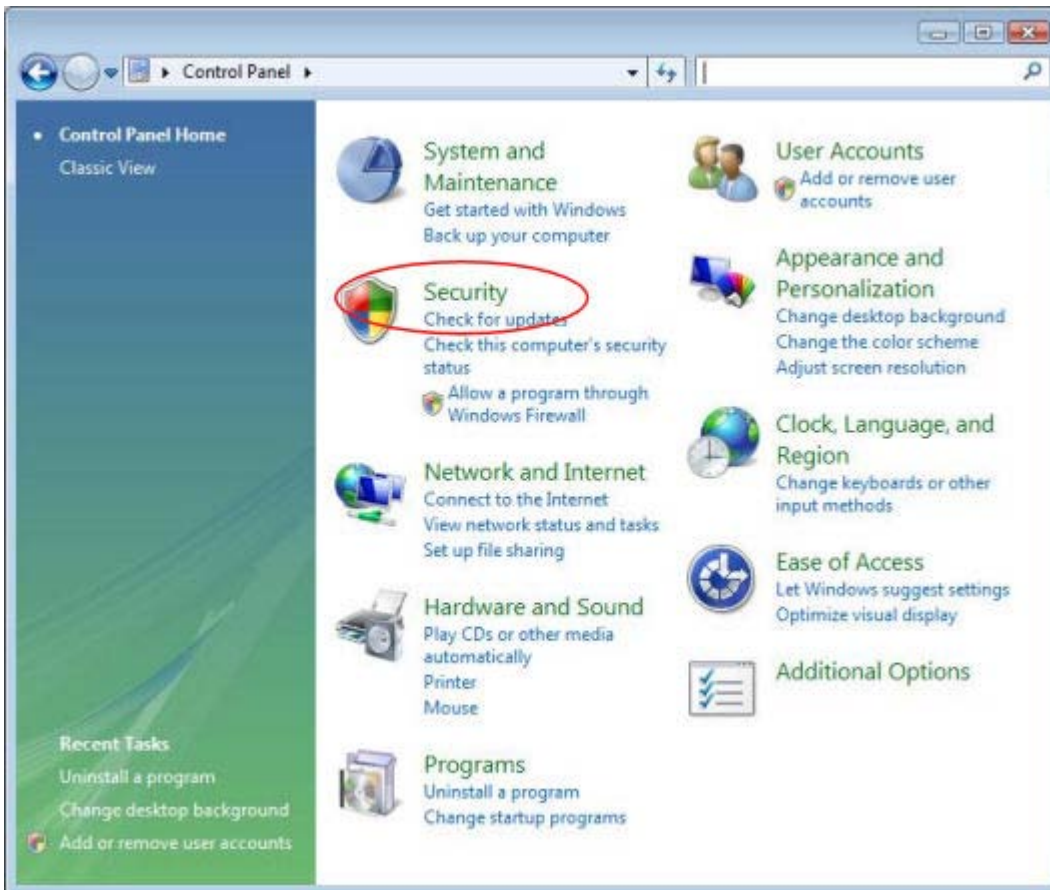 Control Panel
Control Panel Home
Classic View
Recent Tasks
Uninstall a program
Change desktop background
Add or remove user accounts
System and
Maintenance
Get started with Windows
Back up your computer
Security
Check for updates
Check this computer's security
status
Allow a program through
Windows Firewall
Network and Internet
Connect to the Internet
View network status and tasks
Set up file sharing
Hardware and Sound
Play CDs or other media
automatically
Printer
Mouse
Programs
Uninstall a program
Change startup programs
User Accounts
Add or remove user
accounts
Appearance and
Personalization
Change desktop background
Change the color scheme
Adjust screen resolution
Clock, Language, and
Region
Change keyboards or other
input methods
Ease of Access
Let Windows suggest settings
Optimize visual display
Additional Options